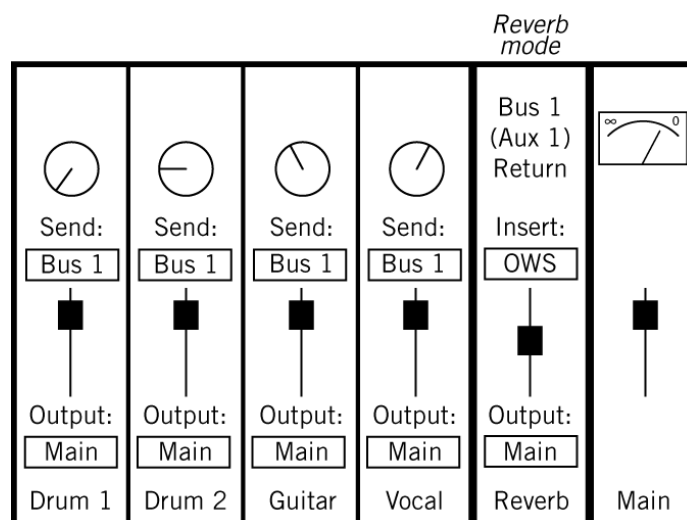 Reverb
mode
Bus 1
(Aux 1)
Return
∞ 0
Send: Send: Send: Send: Insert:
Bus 1 Bus 1 Bus 1 Bus 1 OWS
Output: Output: Output: Output: Output:
Main Main Main Main Main
Drum 1 Drum 2 Guitar Vocal Reverb Main